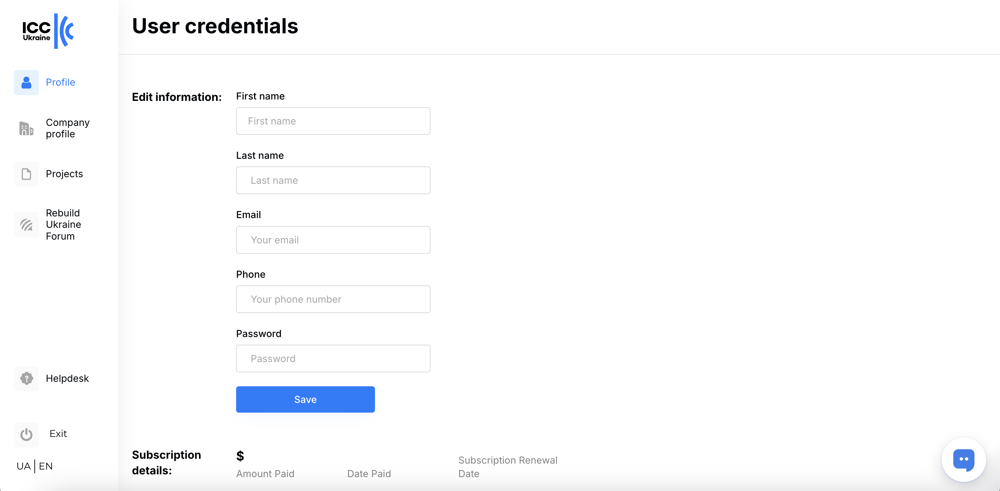 ICC
Ukraine
User credentials
Profile
Company
profile
Projects
Rebuild
Ukraine
Forum
Helpdesk
Exit
UA | EN
Edit information:
First name
First name
Last name
Last name
Email
Your email
Phone
Your phone number
Password
Password
Save
Subscription
details:
$
Amount Paid
Date Paid
Subscription Renewal
Date